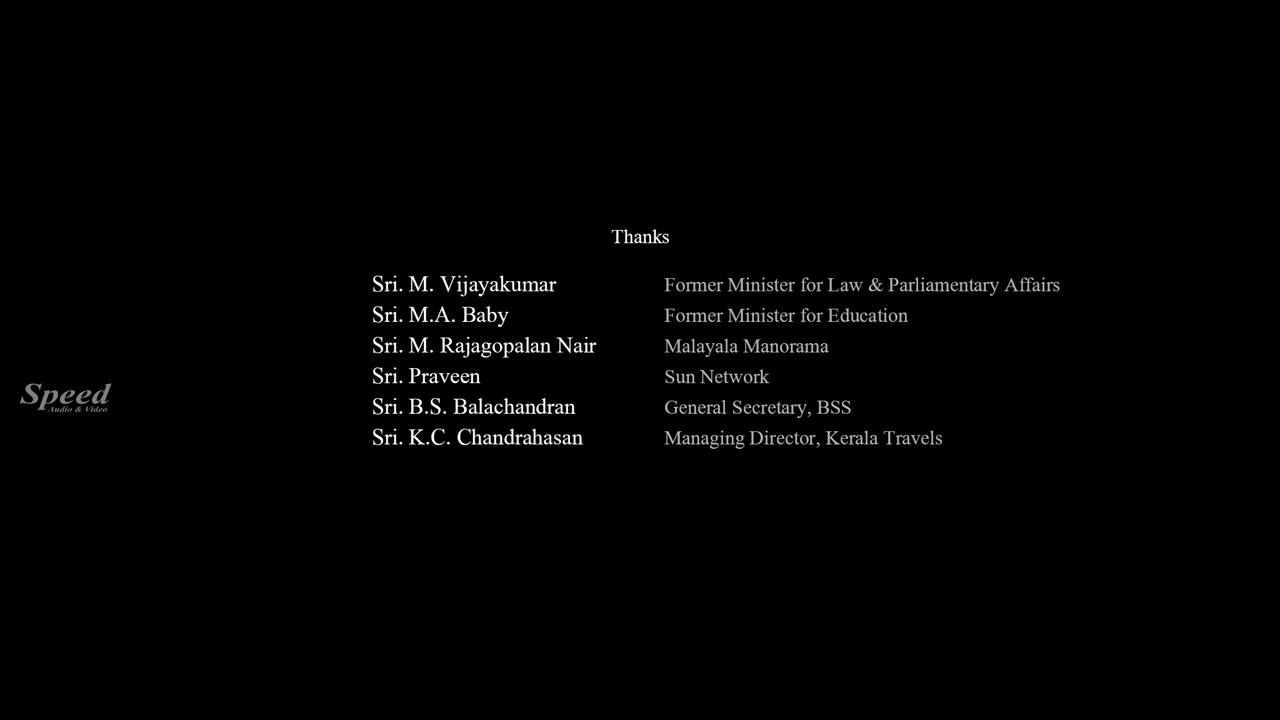 Thanks
Sri. M. Vijayakumar Former Minister for Law & Parliamentary Affairs
Sri. M.A. Baby Former Minister for Education
Sri. M. Rajagopalan Nair Malayala Manorama
Sri. Praveen Sun Network
Sri. B.S. Balachandran General Secretary, BSS
Sri. K.C. Chandrahasan Managing Director, Kerala Travels
Speed
Audio & Video